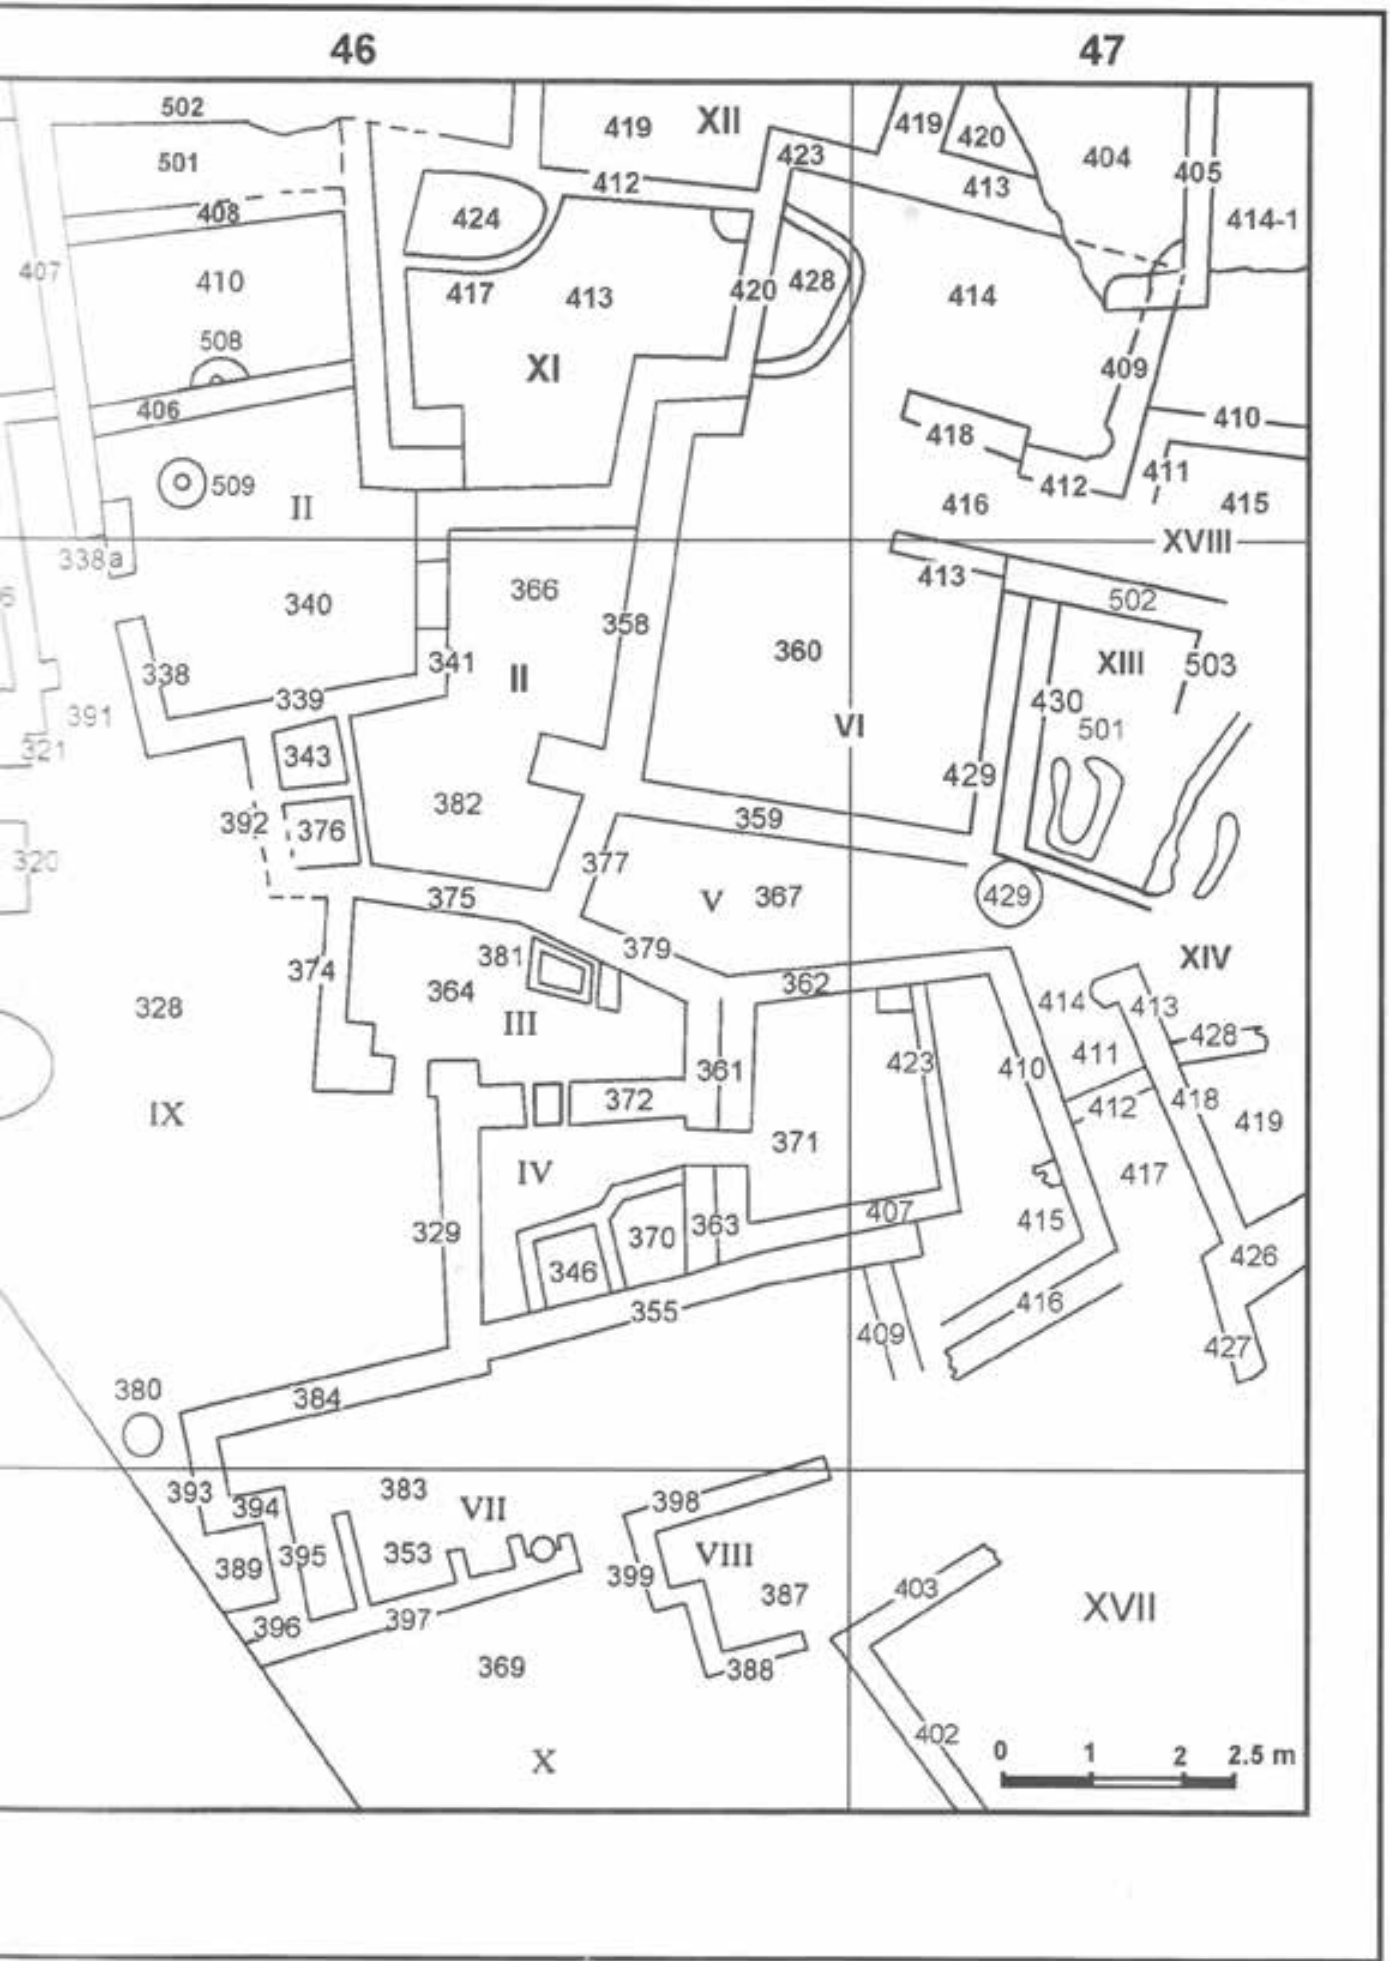 46 47
502 419 XII 419 420 404 405
501 423 413
408 412 424 414-1
407 410 417 413 420 428 414
508 XI 409
406 418 410
509 II 412 411 416 415
XVIII
338a 366 413 502
340 358 360 XIII 503
338 341 II 430
391 339 VI 501
321 343 429
392 376 382 359
320 377
375 V 367 429
379 XIV
381 362
374 364 414 413
328 III 423 428
361 410 411
IX 372 412 418 419
371 417
IV
329 370 363 407 415
346 426
355 416
409 427
380
384
393 383
394 VII 398
389 395 353 VIII
399 387 403
396 397 XVII
369 388
402
X 0 1 2 2.5 m